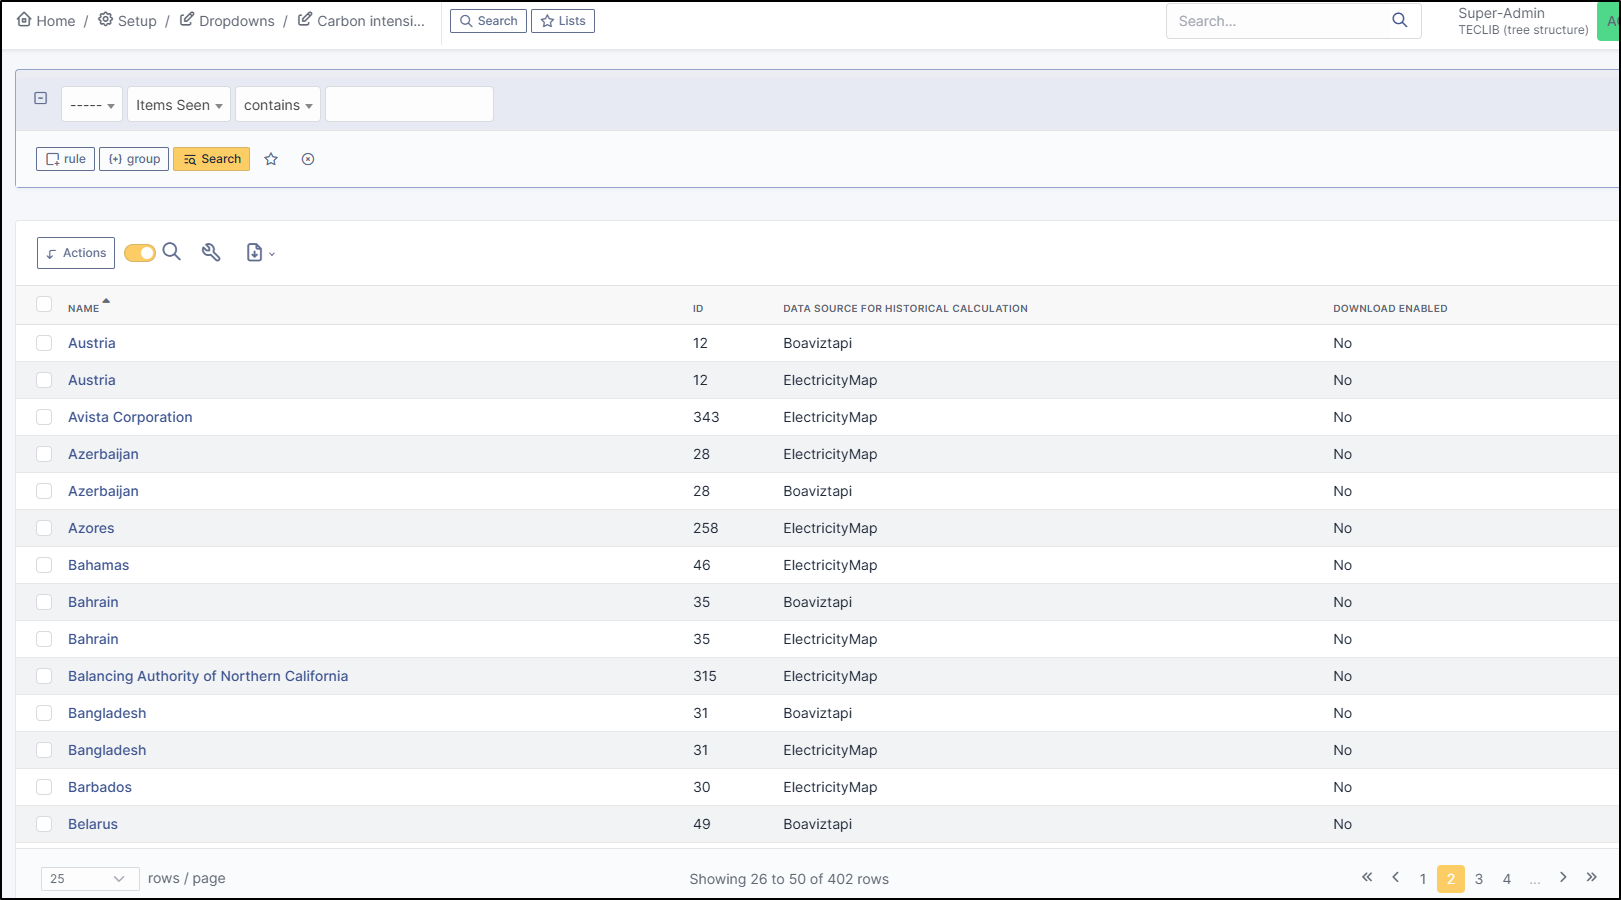 Home / Setup / Dropdowns / Carbon intensi... Search Lists Search... Super-Admin
TECLIB (tree structure)
----- Items Seen contains
rule {+} group Search
Actions
NAME ID DATA SOURCE FOR HISTORICAL CALCULATION DOWNLOAD ENABLED
Austria 12 Boaviztapi No
Austria 12 ElectricityMap No
Avista Corporation 343 ElectricityMap No
Azerbaijan 28 ElectricityMap No
Azerbaijan 28 Boaviztapi No
Azores 258 ElectricityMap No
Bahamas 46 ElectricityMap No
Bahrain 35 Boaviztapi No
Bahrain 35 ElectricityMap No
Balancing Authority of Northern California 315 ElectricityMap No
Bangladesh 31 Boaviztapi No
Bangladesh 31 ElectricityMap No
Barbados 30 ElectricityMap No
Belarus 49 Boaviztapi No
25 rows / page Showing 26 to 50 of 402 rows « ‹ 1 2 3 4 ... › »